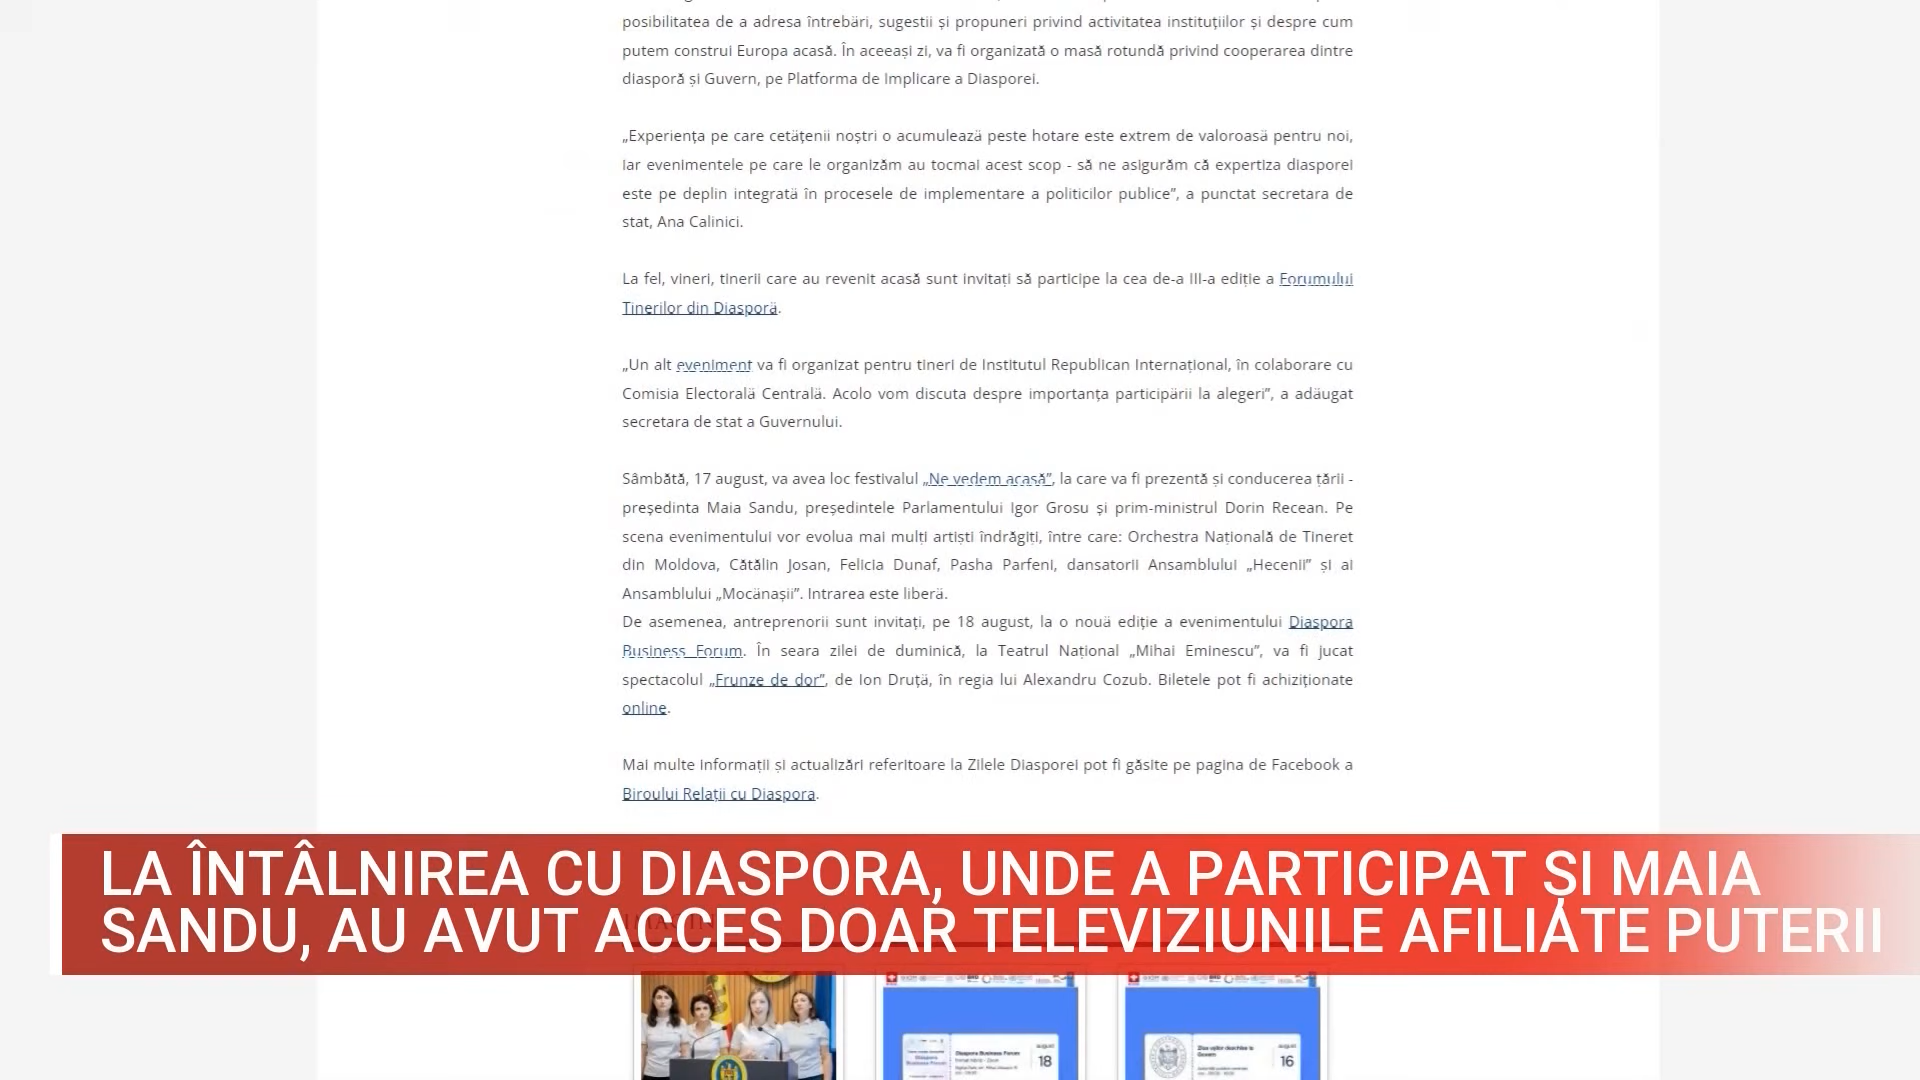 posibilitatea de a adresa întrebări, sugestii și propuneri privind activitatea instituțiilor și despre cum
putem construi Europa acasă. În aceeași zi, va fi organizată o masă rotundă privind cooperarea dintre
diasporă și Guvern, pe Platforma de Implicare a Diasporei.
„Experiența pe care cetățenii noștri o acumulează peste hotare este extrem de valoroasă pentru noi,
iar evenimentele pe care le organizăm au tocmai acest scop - să ne asigurăm că expertiza diasporei
este pe deplin integrată în procesele de implementare a politicilor publice”, a punctat secretara de
stat, Ana Calinici.
La fel, vineri, tinerii care au revenit acasă sunt invitați să participe la cea de-a III-a ediție a Forumului
Tinerilor din Diasporă.
„Un alt eveniment va fi organizat pentru tineri de Institutul Republican Internațional, în colaborare cu
Comisia Electorală Centrală. Acolo vom discuta despre importanța participării la alegeri”, a adăugat
secretara de stat a Guvernului.
Sâmbătă, 17 august, va avea loc festivalul „Ne vedem acasă”, la care va fi prezentă și conducerea țării -
președinta Maia Sandu, președintele Parlamentului Igor Grosu și prim-ministrul Dorin Recean. Pe
scena evenimentului vor evolua mai mulți artiști îndrăgiți, între care: Orchestra Națională de Tineret
din Moldova, Cătălin Josan, Felicia Dunaf, Pasha Parfeni, dansatorii Ansamblului „Hecenii” și ai
Ansamblului „Mocănașii”. Intrarea este liberă.
De asemenea, antreprenorii sunt invitați, pe 18 august, la o nouă ediție a evenimentului Diaspora
Business Forum. În seara zilei de duminică, la Teatrul Național „Mihai Eminescu”, va fi jucat
spectacolul „Frunze de dor”, de Ion Druță, în regia lui Alexandru Cozub. Biletele pot fi achiziționate
online.
Mai multe informații și actualizări referitoare la Zilele Diasporei pot fi găsite pe pagina de Facebook a
Biroului Relații cu Diaspora.
LA ÎNTÂLNIREA CU DIASPORA, UNDE A PARTICIPAT ȘI MAIA
SANDU, AU AVUT ACCES DOAR TELEVIZIUNILE AFILIATE PUTERII
Diaspora Business Forum
august
18
Ziua ușilor deschise la
Guvern
august
16